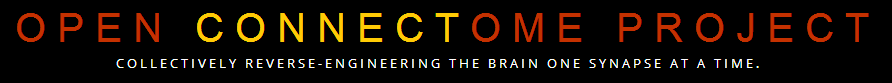 OPEN CONNECTOME PROJECT
COLLECTIVELY REVERSE-ENGINEERING THE BRAIN ONE SYNAPSE AT A TIME.